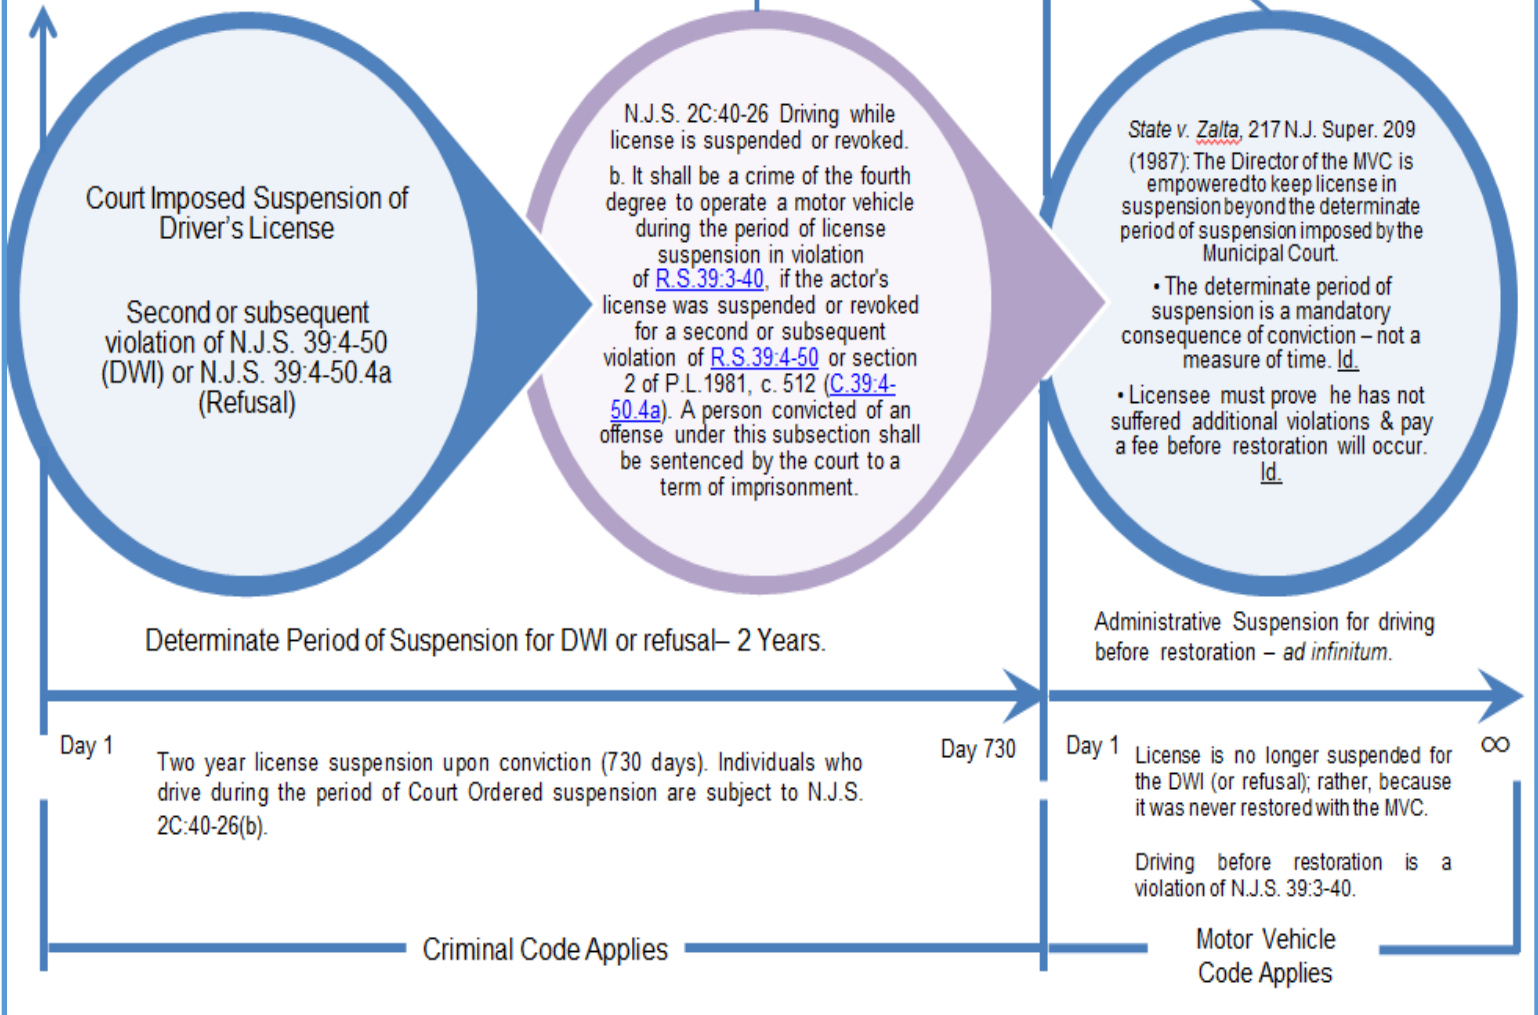 Court Imposed Suspension of
Driver's License
Second or subsequent
violation of N.J.S. 39:4-50
(DWI) or N.J.S. 39:4-50.4a
(Refusal)
N.J.S. 2C:40-26 Driving while
license is suspended or revoked.
b. It shall be a crime of the fourth
degree to operate a motor vehicle
during the period of license
suspension in violation
of R.S.39:3-40, if the actor's
license was suspended or revoked
for a second or subsequent
violation of R.S.39:4-50 or section
2 of P.L.1981, c. 512 (C.39:4-
50.4a). A person convicted of an
offense under this subsection shall
be sentenced by the court to a
term of imprisonment.
State v. Zalta, 217 N.J. Super. 209
(1987): The Director of the MVC is
empowered to keep license in
suspension beyond the determinate
period of suspension imposed by the
Municipal Court.
• The determinate period of
suspension is a mandatory
consequence of conviction – not a
measure of time. Id.
• Licensee must prove he has not
suffered additional violations & pay
a fee before restoration will occur.
Id.
Determinate Period of Suspension for DWI or refusal– 2 Years.
Administrative Suspension for driving
before restoration – ad infinitum.
Day 1
Two year license suspension upon conviction (730 days). Individuals who
drive during the period of Court Ordered suspension are subject to N.J.S.
2C:40-26(b).
Day 730
Day 1
License is no longer suspended for
the DWI (or refusal); rather, because
it was never restored with the MVC.
Driving before restoration is a
violation of N.J.S. 39:3-40.
∞
Criminal Code Applies
Motor Vehicle
Code Applies